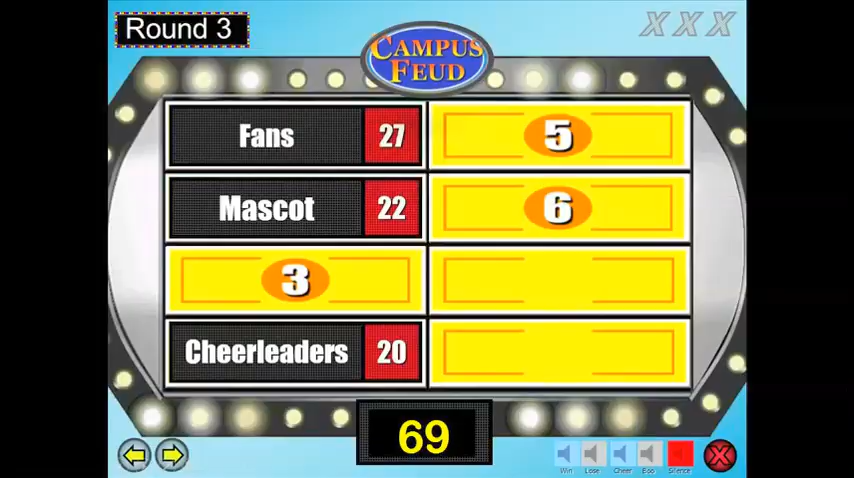 Round 3
X X X
CAMPUS
FEUD
Fans 27
5
Mascot 22
6
3
Cheerleaders 20
69
Win Lose Cheer Boo Silence
X